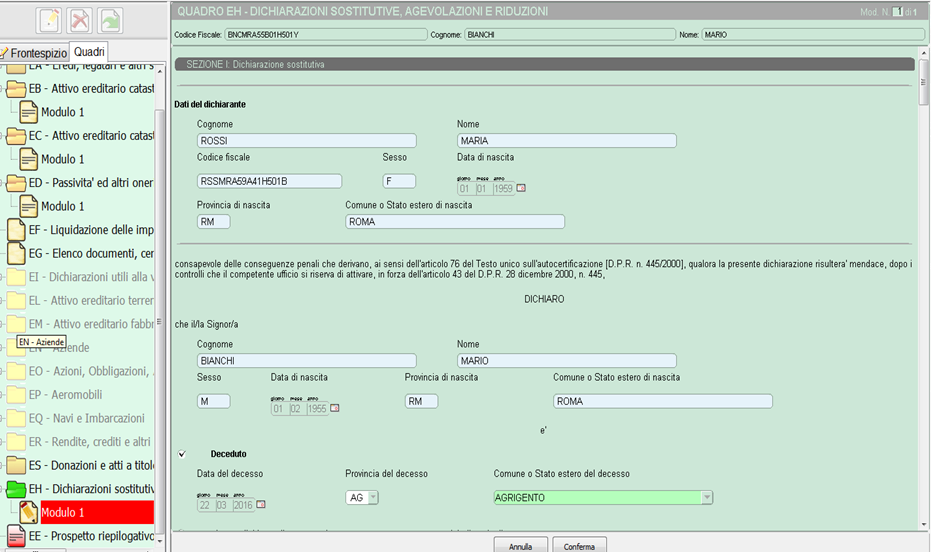 Frontespizio Quadri
EA - Eredi, legatari e altri s
EB - Attivo ereditario catast
Modulo 1
EC - Attivo ereditario catast
Modulo 1
ED - Passivita' ed altri oner
Modulo 1
EF - Liquidazione delle imp
EG - Elenco documenti, cer
EI - Dichiarazioni utili alla v
EL - Attivo ereditario terrer
EM - Attivo ereditario fabbr
EN - Aziende
EN - Aziende
EO - Azioni, Obbligazioni,
EP - Aeromobili
EQ - Navi e Imbarcazioni
ER - Rendite, crediti e altri
ES - Donazioni e atti a titolo
EH - Dichiarazioni sostitutiv
Modulo 1
EE - Prospetto riepilogativo
QUADRO EH - DICHIARAZIONI SOSTITUTIVE, AGEVOLAZIONI E RIDUZIONI Mod. N. 1 di 1
Codice Fiscale: BNCMRA55B01H501Y Cognome: BIANCHI Nome: MARIO
SEZIONE I: Dichiarazione sostitutiva
Dati del dichiarante
Cognome Nome
ROSSI MARIA
Codice fiscale Sesso Data di nascita
giorno mese anno
RSSMRA59A41H501B F 01 01 1959
Provincia di nascita Comune o Stato estero di nascita
RM ROMA
consapevole delle conseguenze penali che derivano, ai sensi dell'articolo 76 del Testo unico sull'autocertificazione [D.P.R. n. 445/2000], qualora la presente dichiarazione risultera' mendace, dopo i
controlli che il competente ufficio si riserva di attivare, in forza dell'articolo 43 del D.P.R. 28 dicembre 2000, n. 445,
DICHIARO
che il/la Signor/a
Cognome Nome
BIANCHI MARIO
Sesso Data di nascita Provincia di nascita Comune o Stato estero di nascita
giorno mese anno
M 01 02 1955 RM ROMA
e'
Deceduto
Data del decesso Provincia del decesso Comune o Stato estero del decesso
giorno mese anno
22 03 2016 AG AGRIGENTO
Annulla Conferma